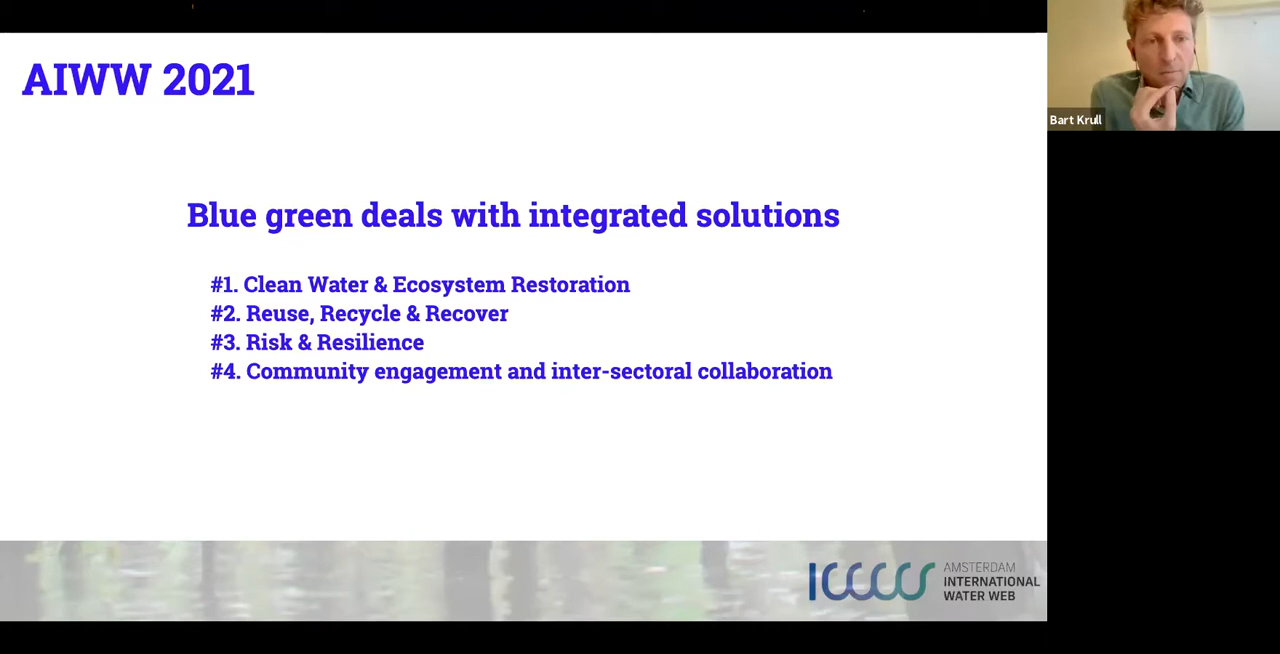 AIWW 2021
Bart Krull
Blue green deals with integrated solutions
#1. Clean Water & Ecosystem Restoration
#2. Reuse, Recycle & Recover
#3. Risk & Resilience
#4. Community engagement and inter-sectoral collaboration
AMSTERDAM
INTERNATIONAL
WATER WEB